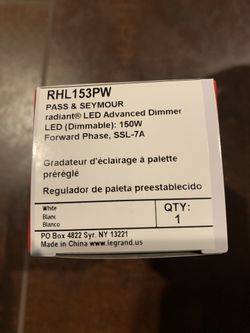 RHL153PW
PASS & SEYMOUR
radiant® LED Advanced Dimmer
LED (Dimmable): 150W
Forward Phase, SSL-7A
Gradateur d'éclairage à palette
préréglé
Regulador de paleta preestablecido
White
Blanc
Blanco
QTY:
1
PO Box 4822 Syr. NY 13221
Made in China www.legrand.us